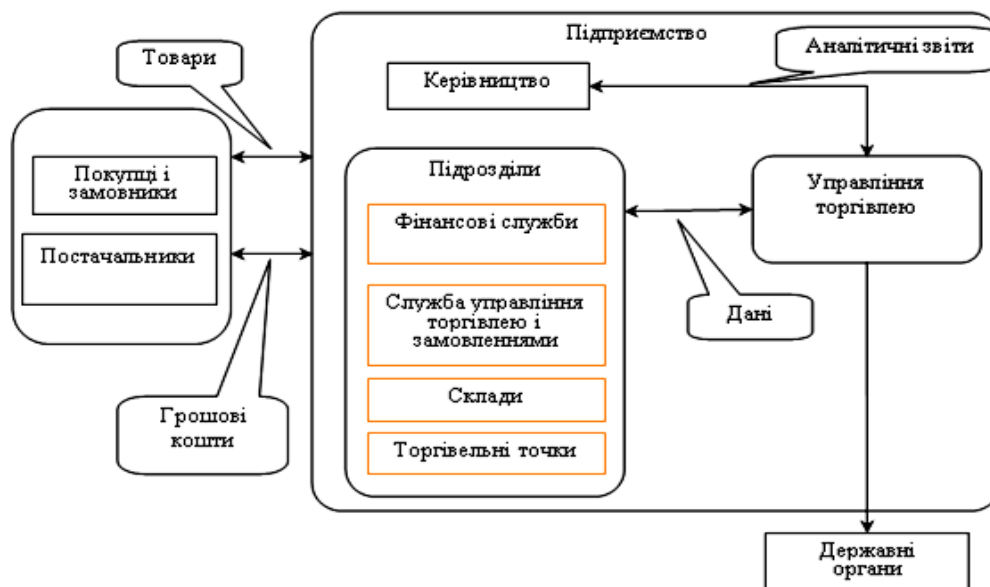 Товари
Підприємство
Аналітичні звіти
Керівництво
Покупці і
замовники
Постачальники
Підрозділи
Фінансові служби
Служба управління
торгівлею і
замовленнями
Склади
Торгівельні точки
Управління
торгівлею
Дані
Грошові
кошти
Державні
органи